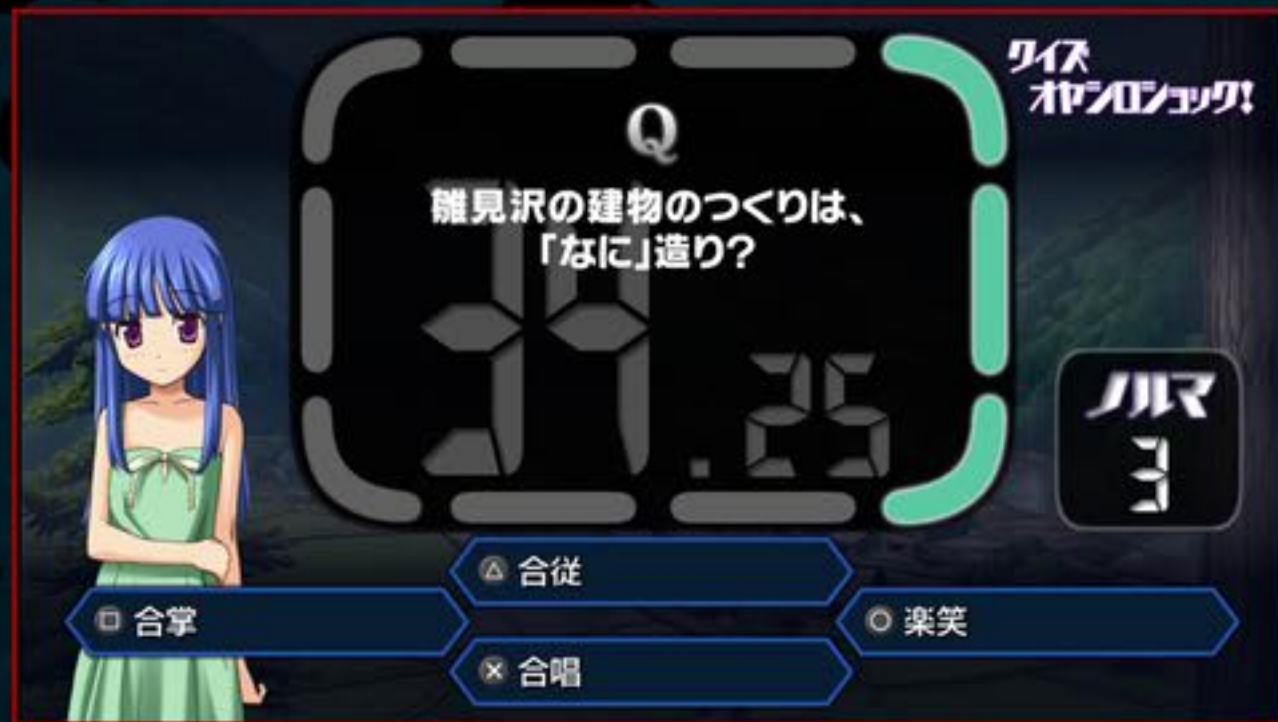 クイズ
オヤシロショック!
Q
雛見沢の建物のつくりは、
「なに」造り?
34.25
ノルマ
3
△ 合従
□ 合掌
○ 楽笑
× 合唱